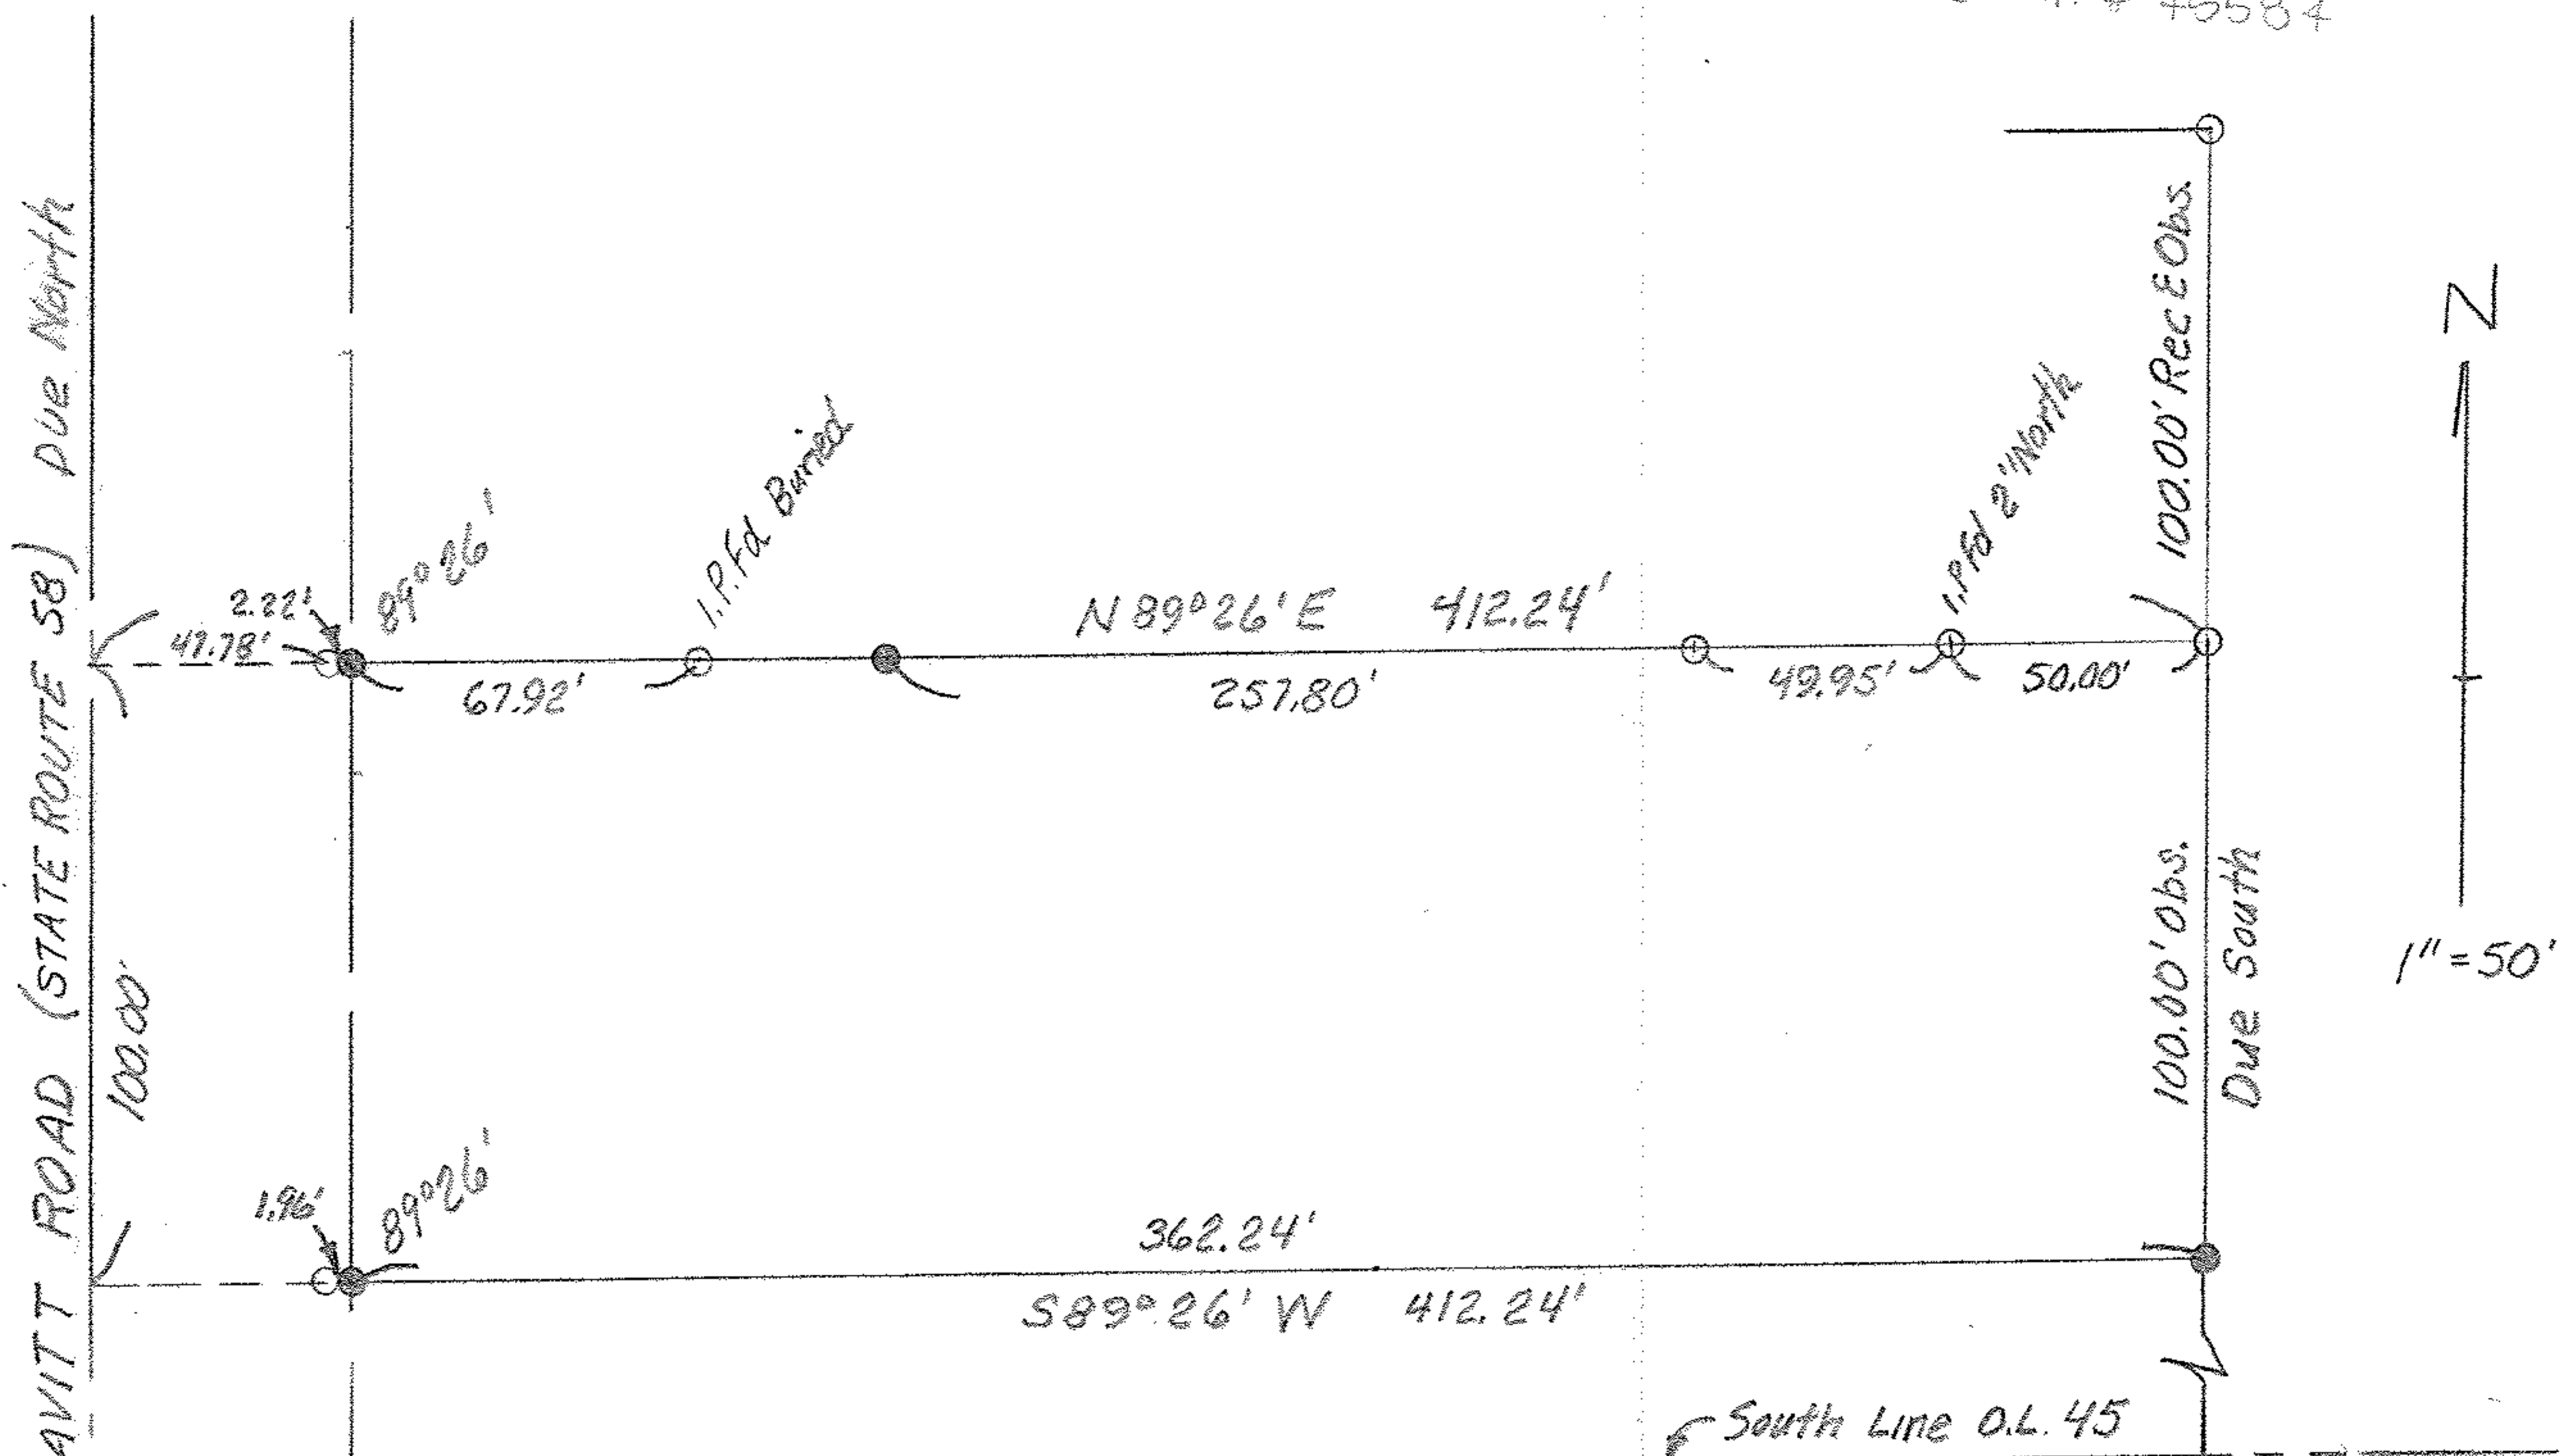 45584
AVITT ROAD (STATE ROUTE 58) Due North
100.00' Rec & Obs.
N
1" = 50'
I.P. Fd Buried
I.P. Fd 2" North
89° 26'
2.22'
47.78'
N 89° 26' E 412.24'
67.92'
257.80'
49.95'
50.00'
100.00'
100.00' Obs.
Due South
1.96'
89° 26'
362.24'
S 89° 26' W 412.24'
South Line O.L. 45